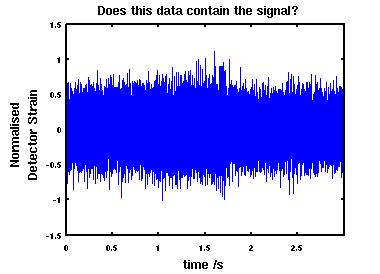 Does this data contain the signal?
1.5
1
0.5
0
-0.5
-1
-1.5
Normalised
Detector Strain
0 0.5 1 1.5 2 2.5
time /s